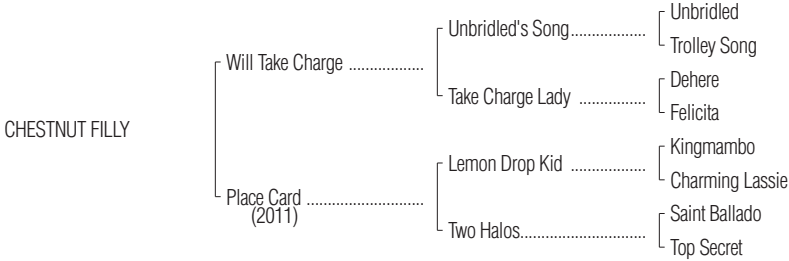 Unbridled
Unbridled's Song..................
Trolley Song
Will Take Charge ..................
Dehere
Take Charge Lady ................
Felicita
CHESTNUT FILLY
Kingmambo
Lemon Drop Kid ..................
Charming Lassie
Place Card ............................
(2011)
Saint Ballado
Two Halos..............................
Top Secret